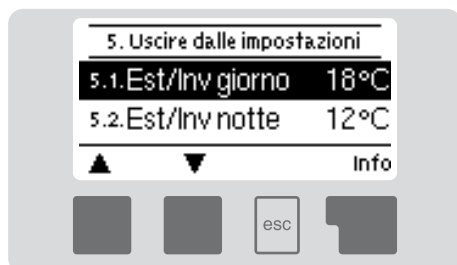 5. Uscire dalle impostazioni
5.1. Est/Inv giorno 18°C
5.2. Est/Inv notte 12°C
▲ ▼ Info
esc